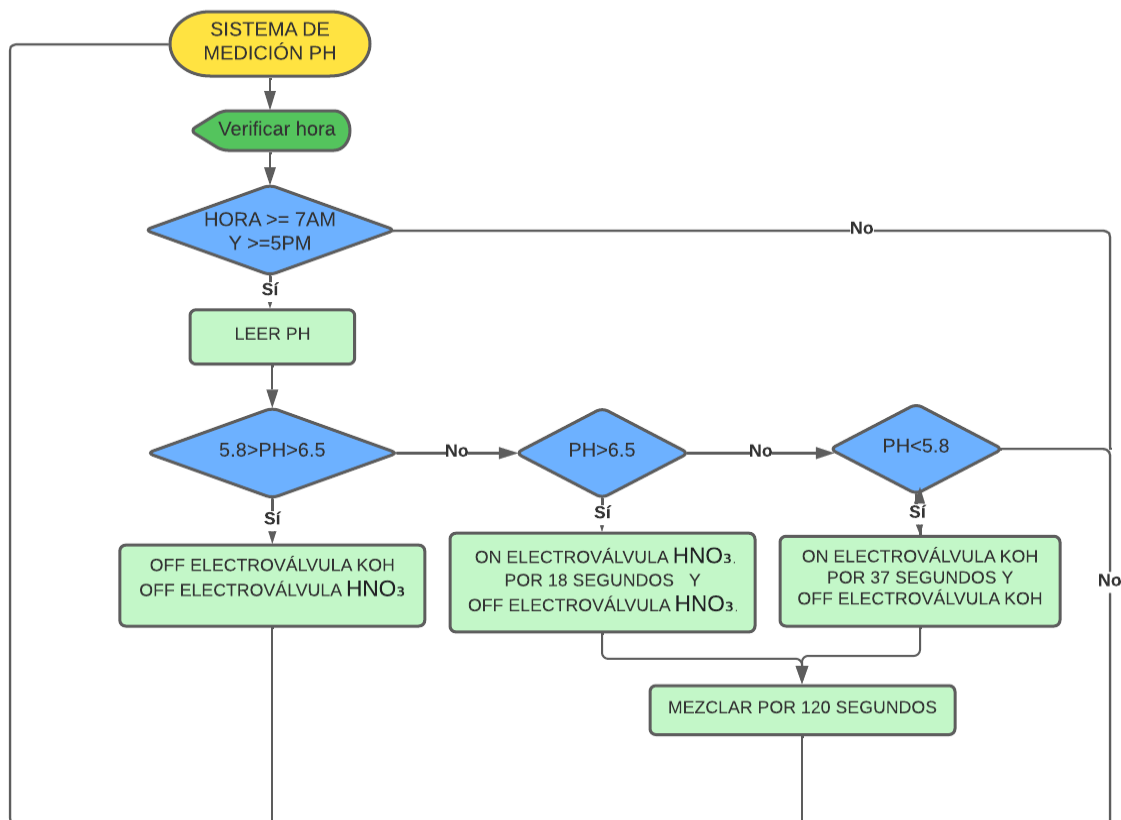 SISTEMA DE
MEDICIÓN PH
Verificar hora
HORA >= 7AM
Y >=5PM
No
Sí
LEER PH
5.8>PH>6.5
No
PH>6.5
No
PH<5.8
Sí
Sí
Sí
OFF ELECTROVÁLVULA KOH
OFF ELECTROVÁLVULA HNO₃
ON ELECTROVÁLVULA HNO₃.
POR 18 SEGUNDOS Y
OFF ELECTROVÁLVULA HNO₃.
ON ELECTROVÁLVULA KOH
POR 37 SEGUNDOS Y
OFF ELECTROVÁLVULA KOH
No
MEZCLAR POR 120 SEGUNDOS